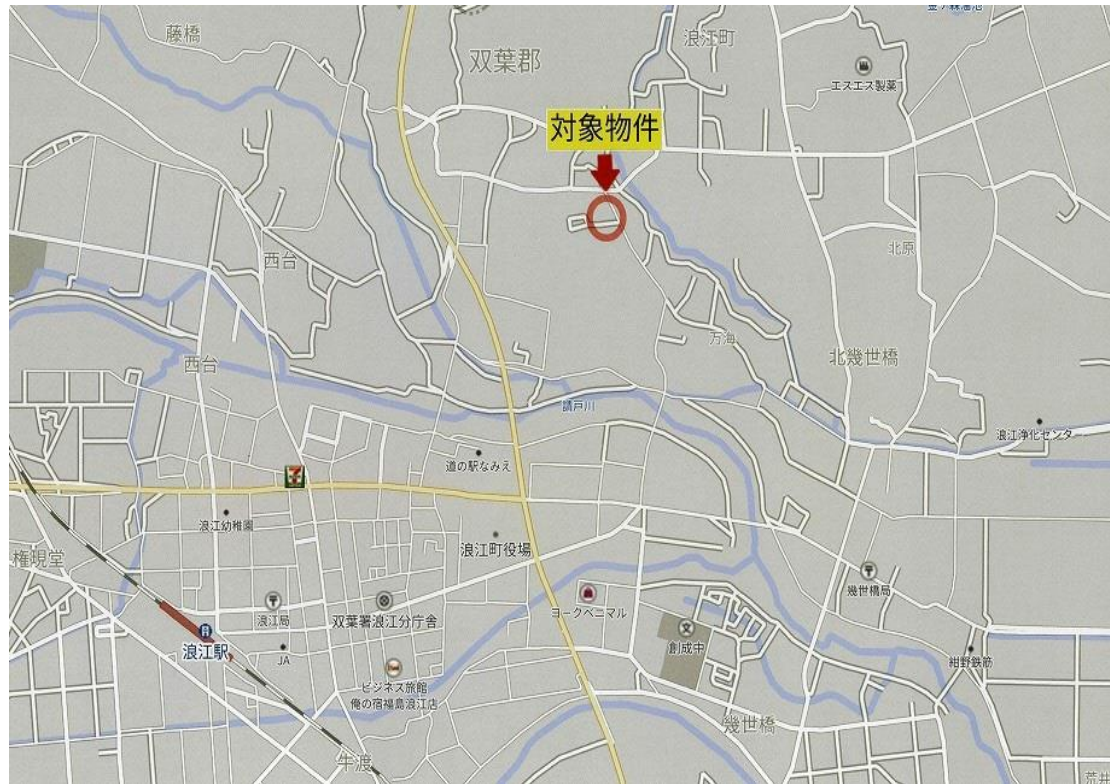 藤橋
双葉郡
浪江町
エスエス製薬
対象物件
西台
北原
西台
万海
北幾世橋
請戸川
浪江浄化センター
道の駅なみえ
浪江幼稚園
浪江町役場
権現堂
幾世橋局
浪江局
双葉署浪江分庁舎
ヨークベニマル
創成中
浪江駅
JA
紺野鉄筋
ビジネス旅館
俺の宿福島浪江店
幾世橋
牛渡
荒井